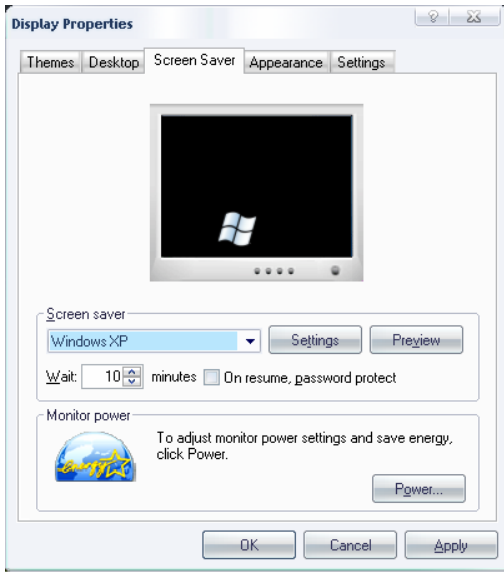 Display Properties
Themes Desktop Screen Saver Appearance Settings
Screen saver
Windows XP Settings Preview
Wait: 10 minutes On resume, password protect
Monitor power
To adjust monitor power settings and save energy,
click Power.
energy
Power...
OK Cancel Apply